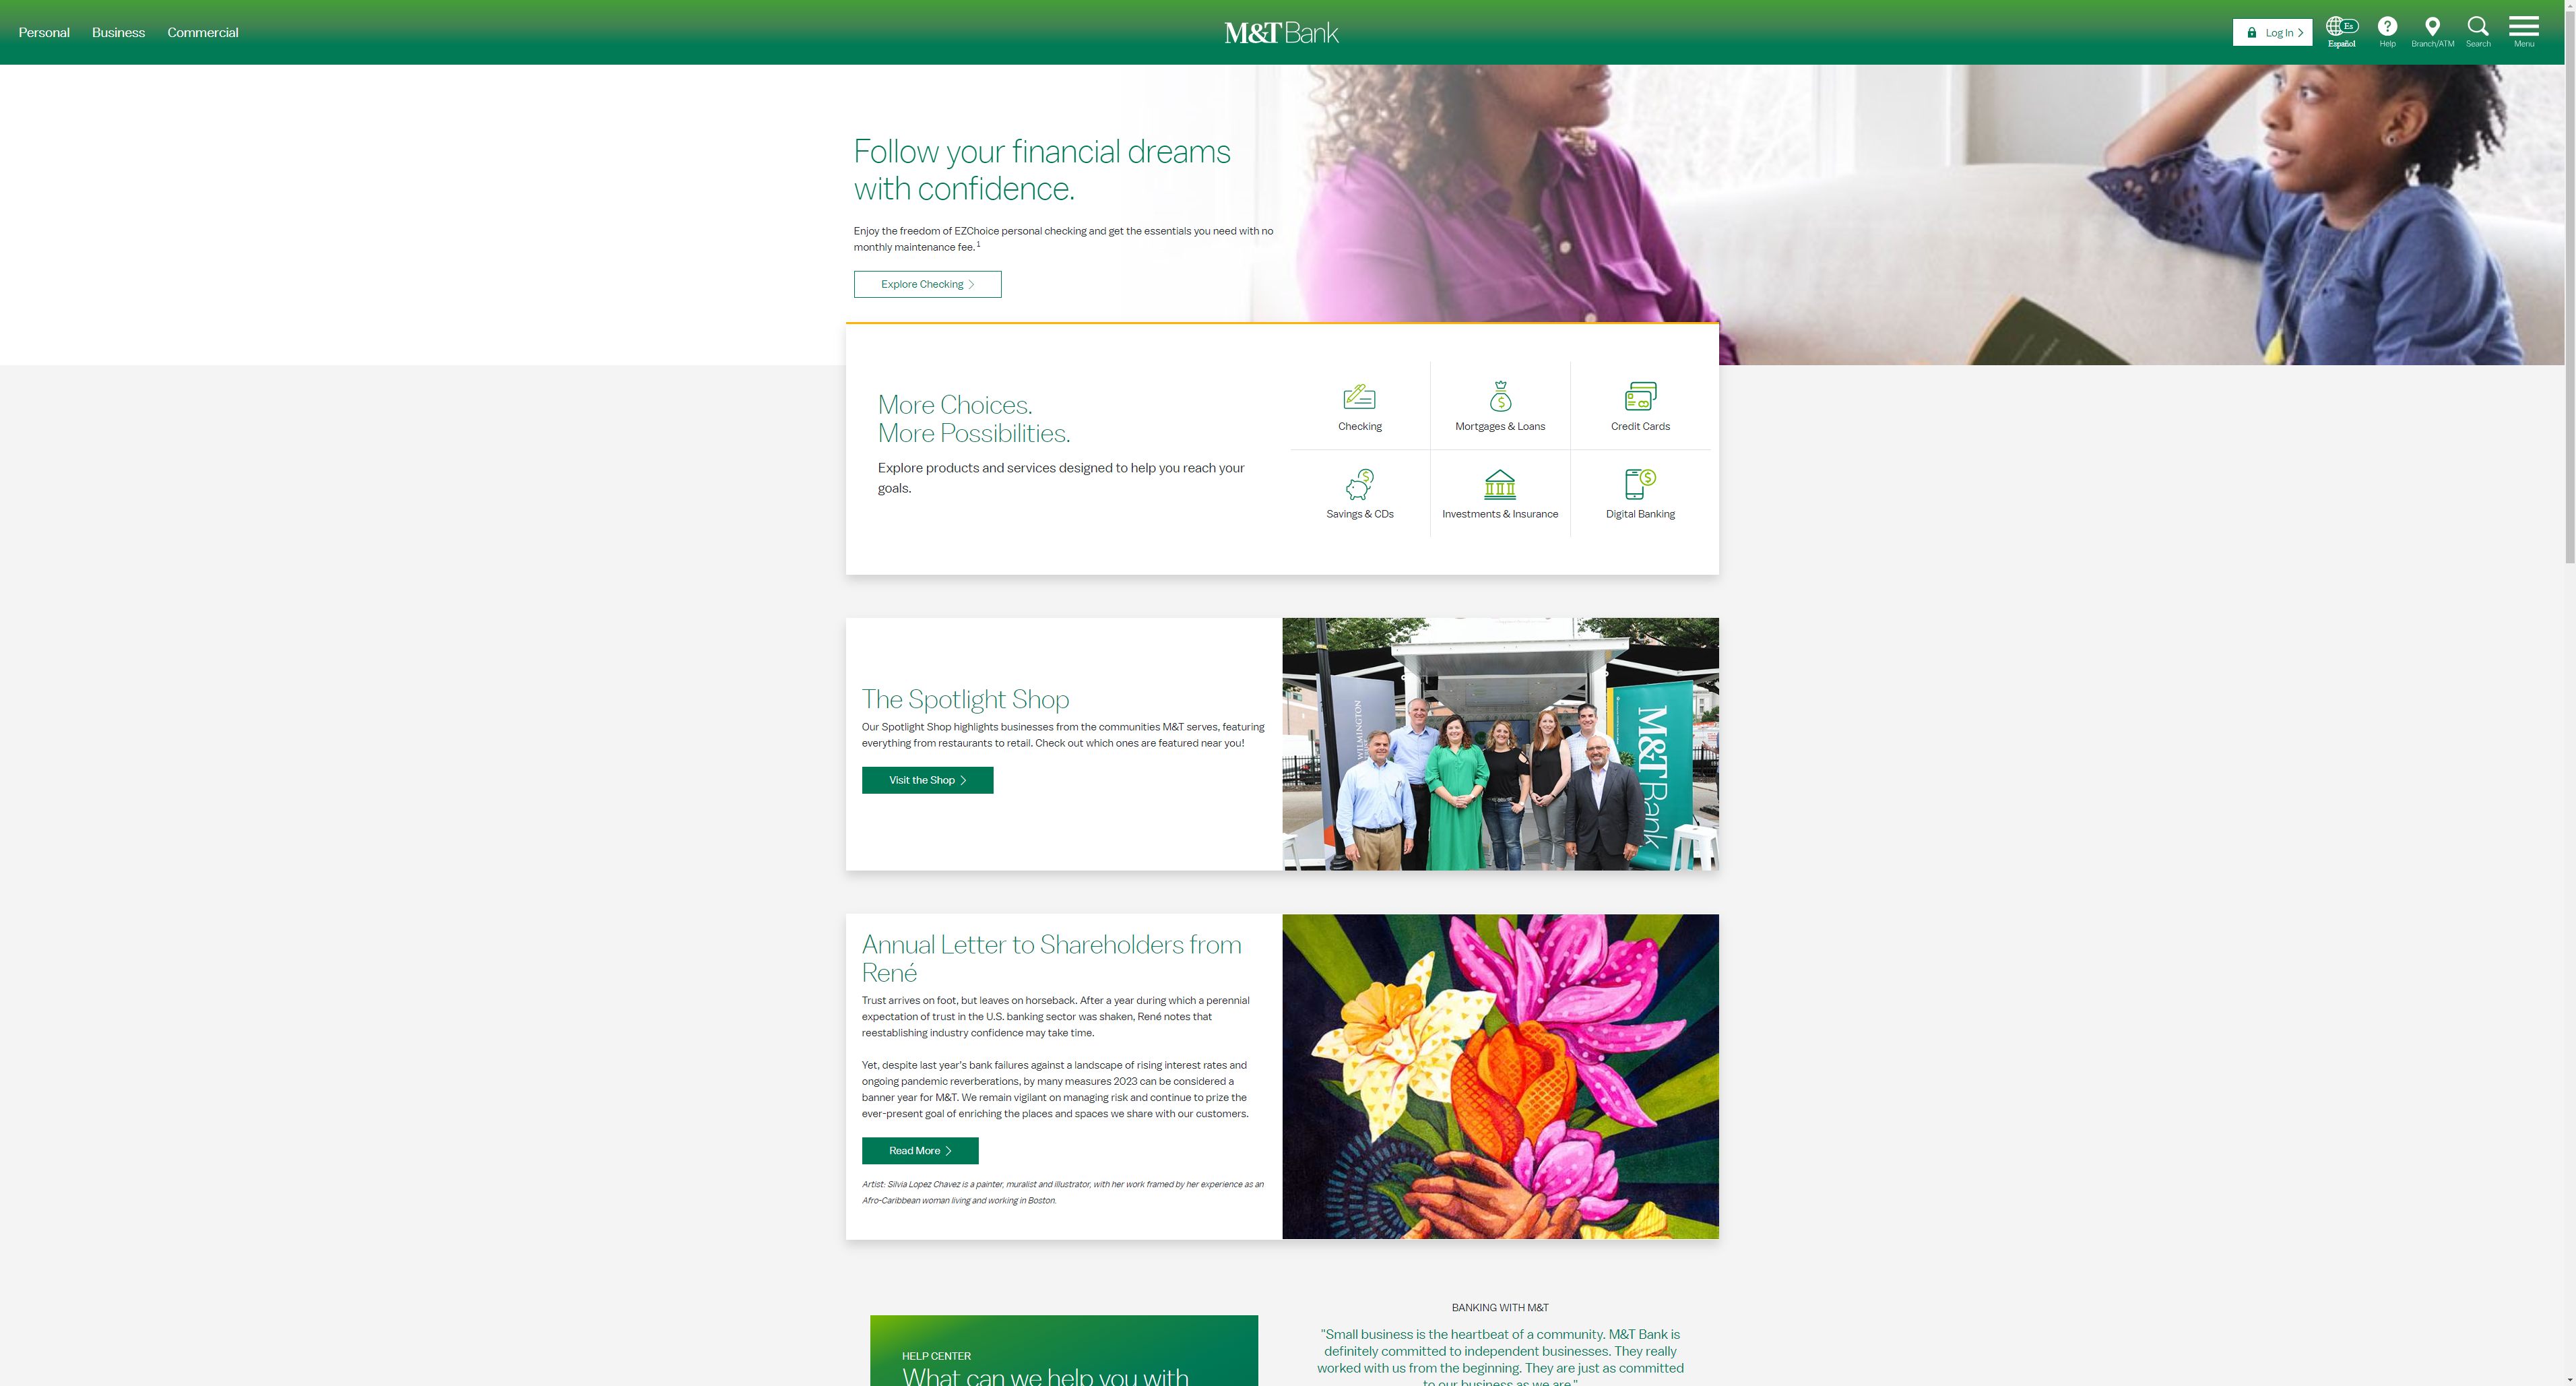 Personal
Business
Commercial
M&T Bank
Log In
Es
Español
?
Help
Branch/ATM
Search
Menu
Follow your financial dreams
with confidence.
Enjoy the freedom of EZChoice personal checking and get the essentials you need with no
monthly maintenance fee.1
Explore Checking
More Choices.
More Possibilities.
Explore products and services designed to help you reach your
goals.
Checking
Mortgages & Loans
Credit Cards
Savings & CDs
Investments & Insurance
Digital Banking
The Spotlight Shop
Our Spotlight Shop highlights businesses from the communities M&T serves, featuring
everything from restaurants to retail. Check out which ones are featured near you!
Visit the Shop
WILMINGTON
M&T Bank
Annual Letter to Shareholders from
René
Trust arrives on foot, but leaves on horseback. After a year during which a perennial
expectation of trust in the U.S. banking sector was shaken, René notes that
reestablishing industry confidence may take time.
Yet, despite last year's bank failures against a landscape of rising interest rates and
ongoing pandemic reverberations, by many measures 2023 can be considered a
banner year for M&T. We remain vigilant on managing risk and continue to prize the
ever-present goal of enriching the places and spaces we share with our customers.
Read More
Artist: Silvia Lopez Chavez is a painter, muralist and illustrator, with her work framed by her experience as an
Afro-Caribbean woman living and working in Boston.
HELP CENTER
What can we help you with
BANKING WITH M&T
"Small business is the heartbeat of a community. M&T Bank is
definitely committed to independent businesses. They really
worked with us from the beginning. They are just as committed
to our business as we are."